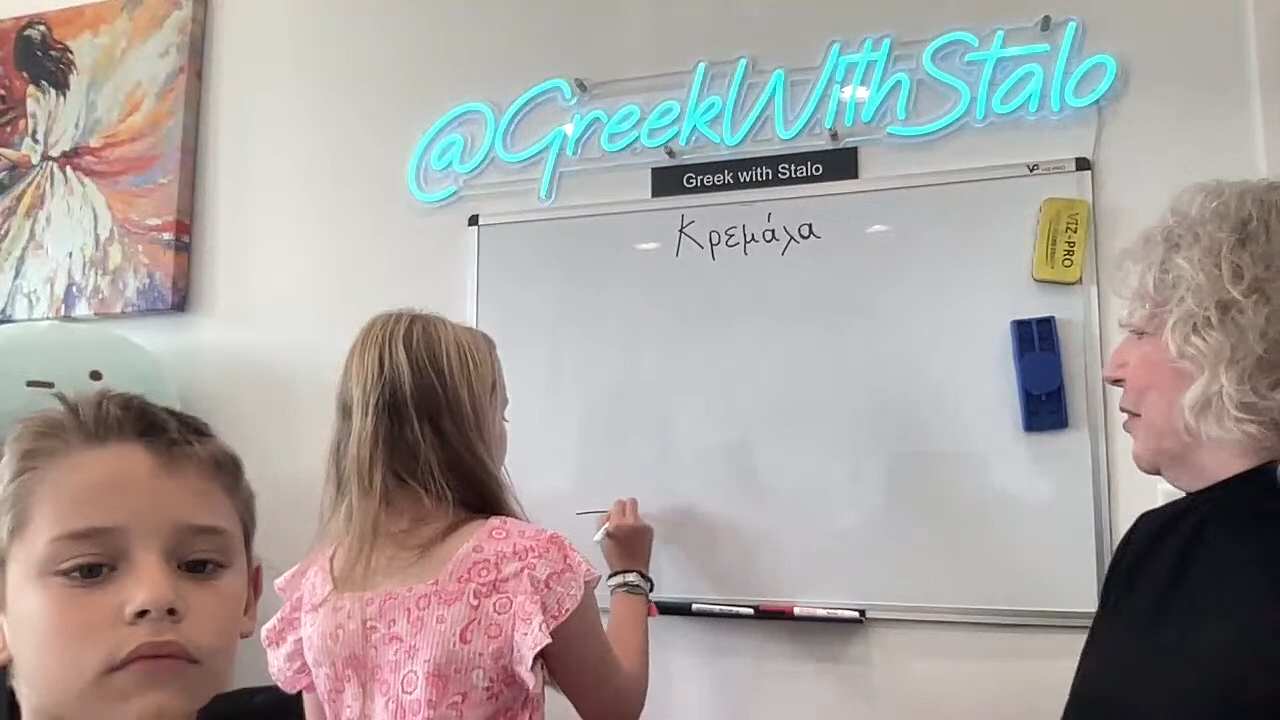 @GreekWithStalo
Greek with Stalo
Κρεμάλα
VIZ-PRO